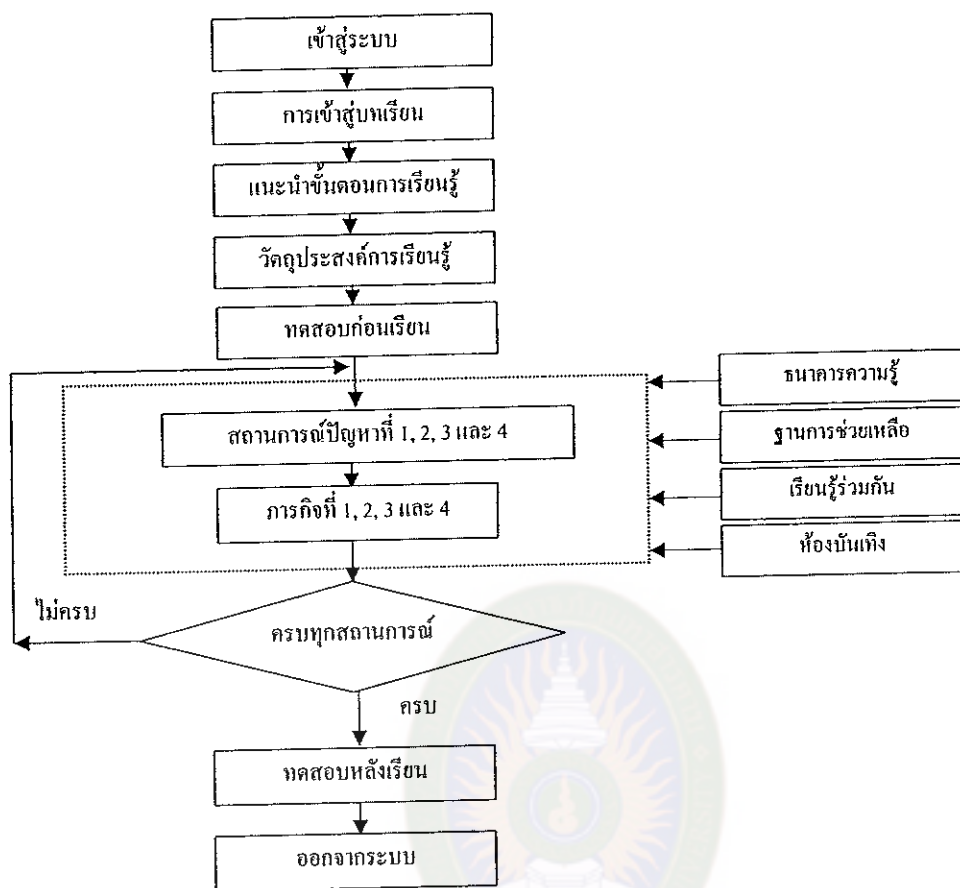 เข้าสู่ระบบ
การเข้าสู่บทเรียน
แนะนำขั้นตอนการเรียนรู้
วัตถุประสงค์การเรียนรู้
ทดสอบก่อนเรียน
ธนาคารความรู้
สถานการณ์ปัญหาที่ 1, 2, 3 และ 4
ฐานการช่วยเหลือ
ภารกิจที่ 1, 2, 3 และ 4
เรียนรู้ร่วมกัน
ห้องบันเทิง
ไม่ครบ
ครบทุกสถานการณ์
ครบ
ทดสอบหลังเรียน
ออกจากระบบ